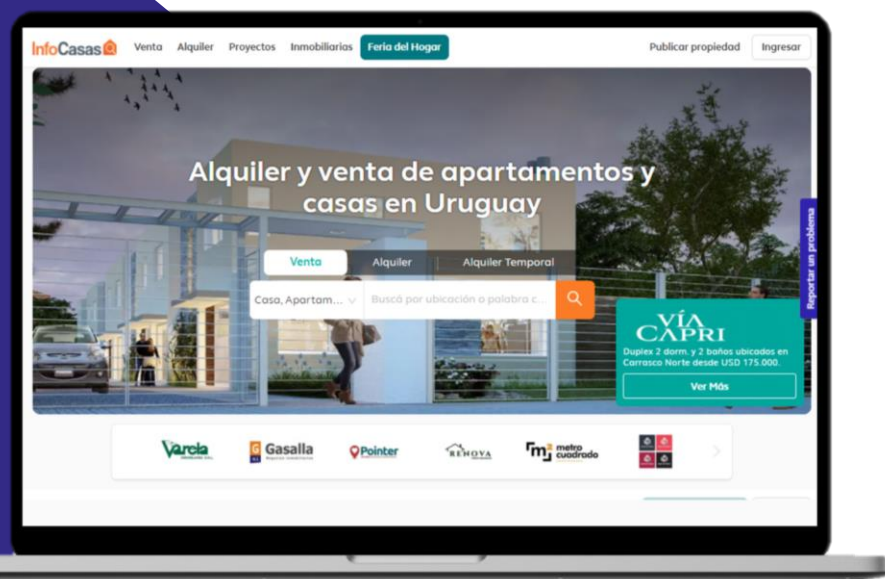 InfoCasas
Venta Alquiler Proyectos Inmobiliarias Feria del Hogar Publicar propiedad Ingresar
Alquiler y venta de apartamentos y
casas en Uruguay
Venta Alquiler Alquiler Temporal
Casa, Apartam... Buscá por ubicación o palabra c...
Reportar un problema
VÍA
CAPRI
Duplex 2 dorm. y 2 baños ubicados en
Carrasco Norte desde USD 175.000.
Ver Más
Varela
Gasalla
Pointer
RENOVA
m2 metro
cuadrado